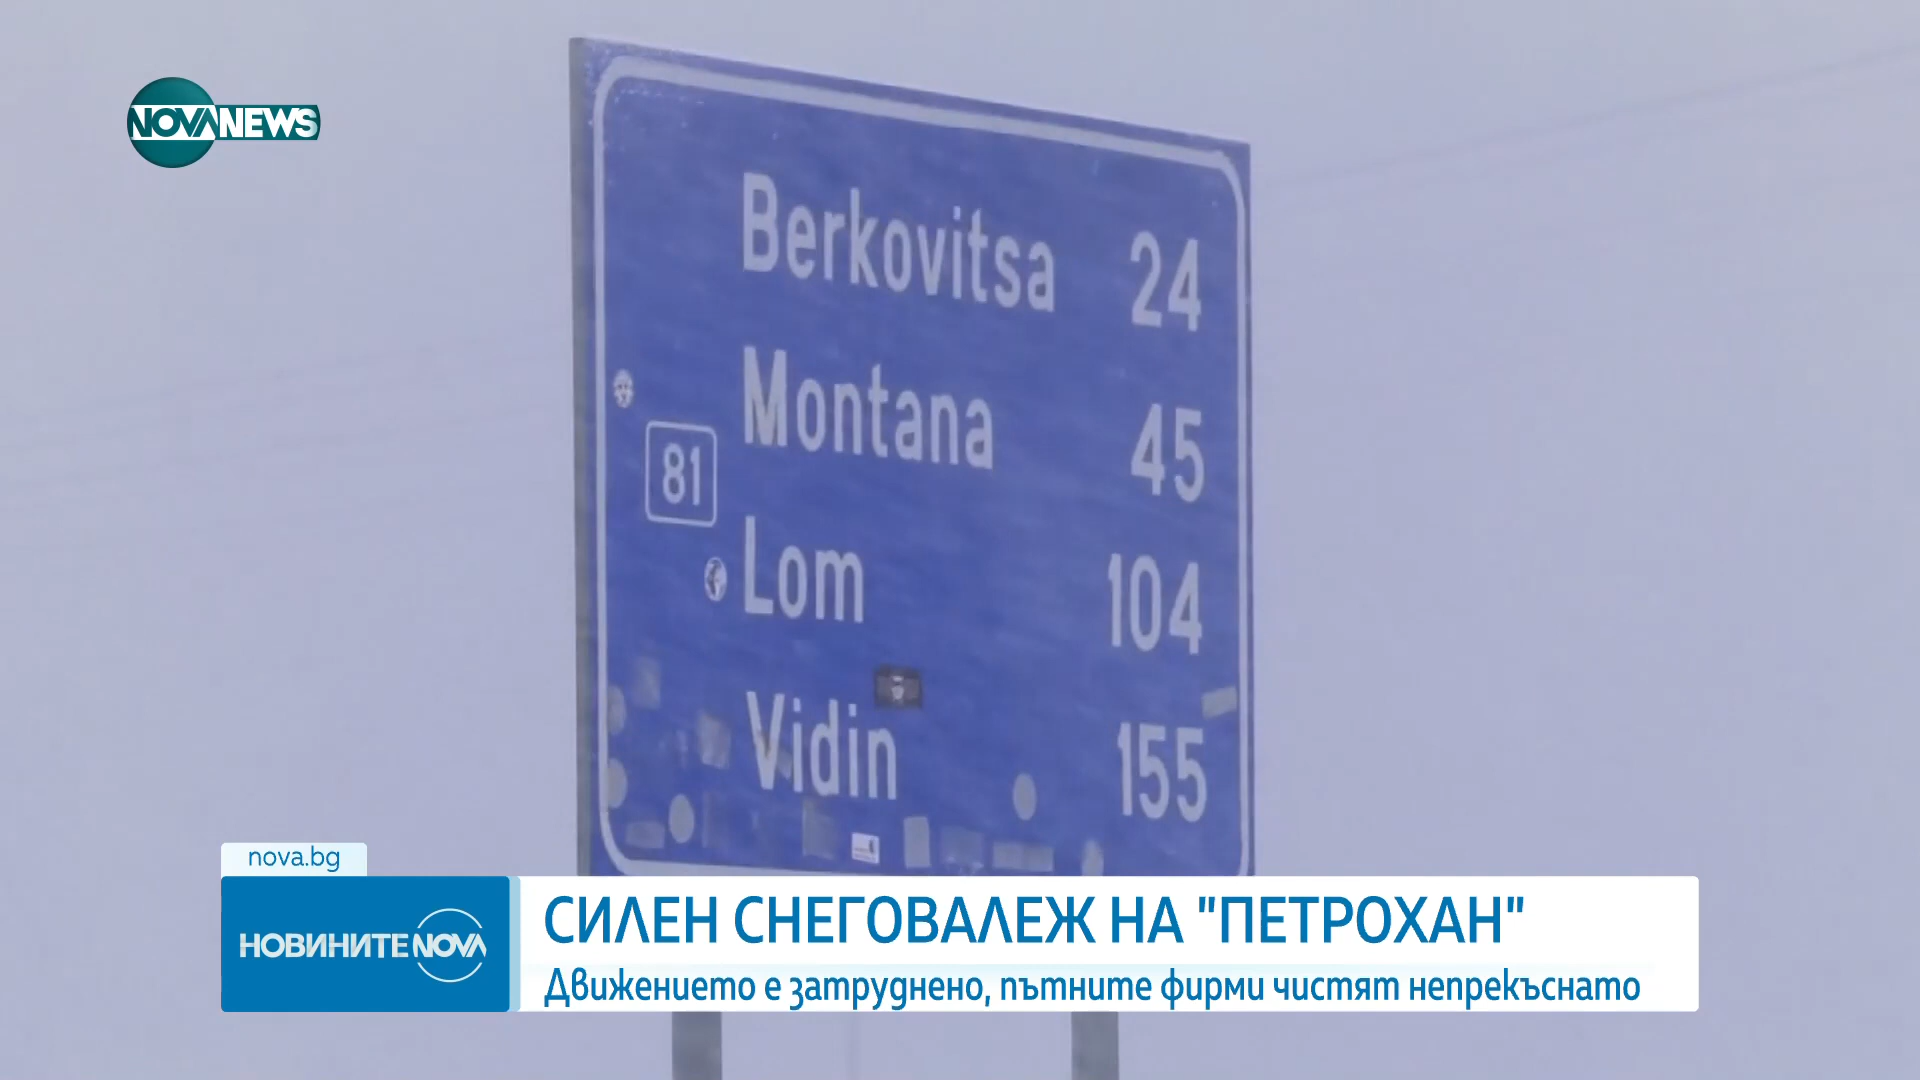 NOVANEWS
Berkovitsa 24
Montana 45
81
Lom 104
Vidin 155
nova.bg
НОВИНИТЕ NOVA
СИЛЕН СНЕГОВАЛЕЖ НА "ПЕТРОХАН"
Движението е затруднено, пътните фирми чистят непрекъснато